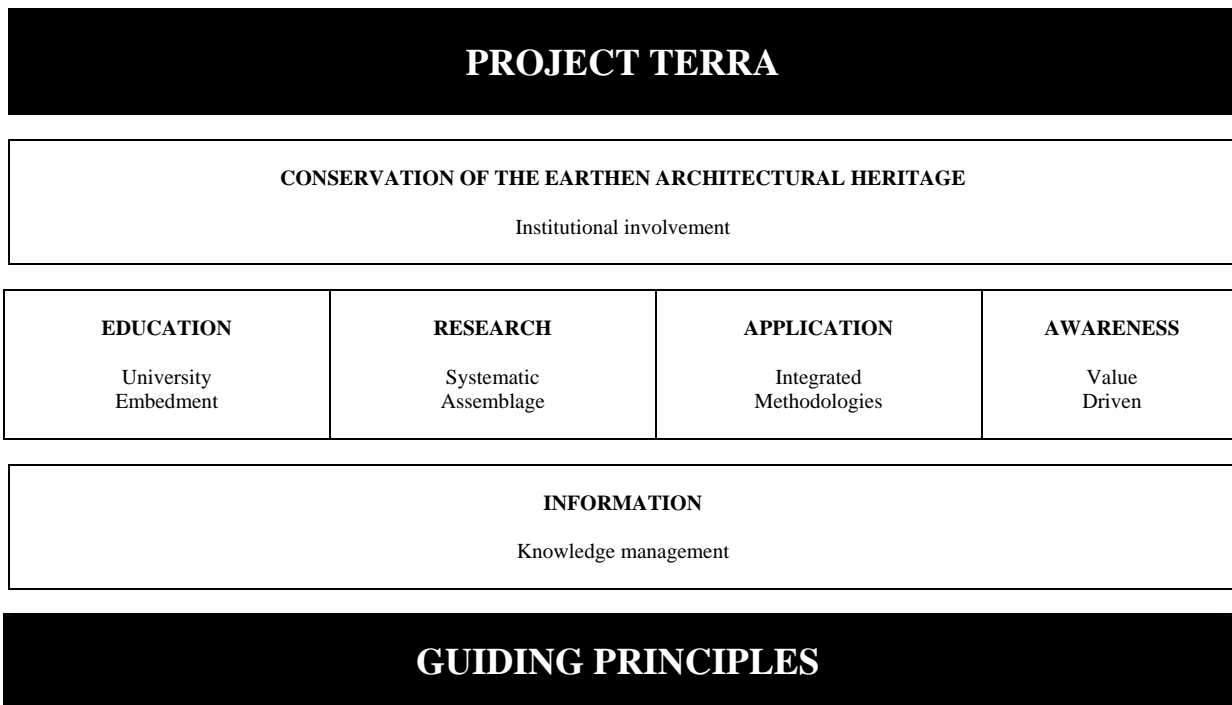 PROJECT TERRA
CONSERVATION OF THE EARTHEN ARCHITECTURAL HERITAGE
Institutional involvement
EDUCATION
University
Embedment
RESEARCH
Systematic
Assemblage
APPLICATION
Integrated
Methodologies
AWARENESS
Value
Driven
INFORMATION
Knowledge management
GUIDING PRINCIPLES